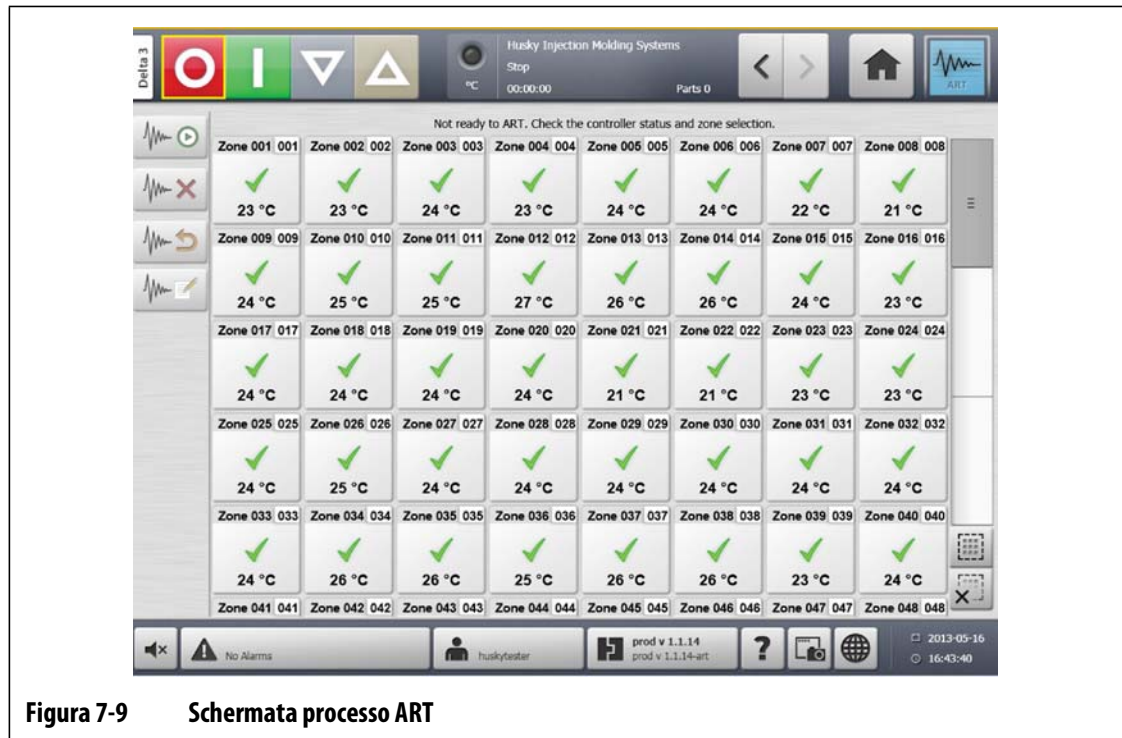 Delta 3
°C
Husky Injection Molding Systems
Stop
00:00:00 Parts 0
ART
Not ready to ART. Check the controller status and zone selection.
Zone 001 001 Zone 002 002 Zone 003 003 Zone 004 004 Zone 005 005 Zone 006 006 Zone 007 007 Zone 008 008
23 °C 23 °C 24 °C 23 °C 24 °C 24 °C 22 °C 21 °C
Zone 009 009 Zone 010 010 Zone 011 011 Zone 012 012 Zone 013 013 Zone 014 014 Zone 015 015 Zone 016 016
24 °C 25 °C 25 °C 27 °C 26 °C 26 °C 24 °C 23 °C
Zone 017 017 Zone 018 018 Zone 019 019 Zone 020 020 Zone 021 021 Zone 022 022 Zone 023 023 Zone 024 024
24 °C 24 °C 24 °C 24 °C 21 °C 21 °C 23 °C 23 °C
Zone 025 025 Zone 026 026 Zone 027 027 Zone 028 028 Zone 029 029 Zone 030 030 Zone 031 031 Zone 032 032
24 °C 25 °C 24 °C 24 °C 24 °C 24 °C 24 °C 24 °C
Zone 033 033 Zone 034 034 Zone 035 035 Zone 036 036 Zone 037 037 Zone 038 038 Zone 039 039 Zone 040 040
24 °C 26 °C 26 °C 25 °C 26 °C 26 °C 23 °C 24 °C
Zone 041 041 Zone 042 042 Zone 043 043 Zone 044 044 Zone 045 045 Zone 046 046 Zone 047 047 Zone 048 048
No Alarms
huskytester
prod v 1.1.14
prod v 1.1.14-art
?
2013-05-16
16:43:40
Figura 7-9 Schermata processo ART